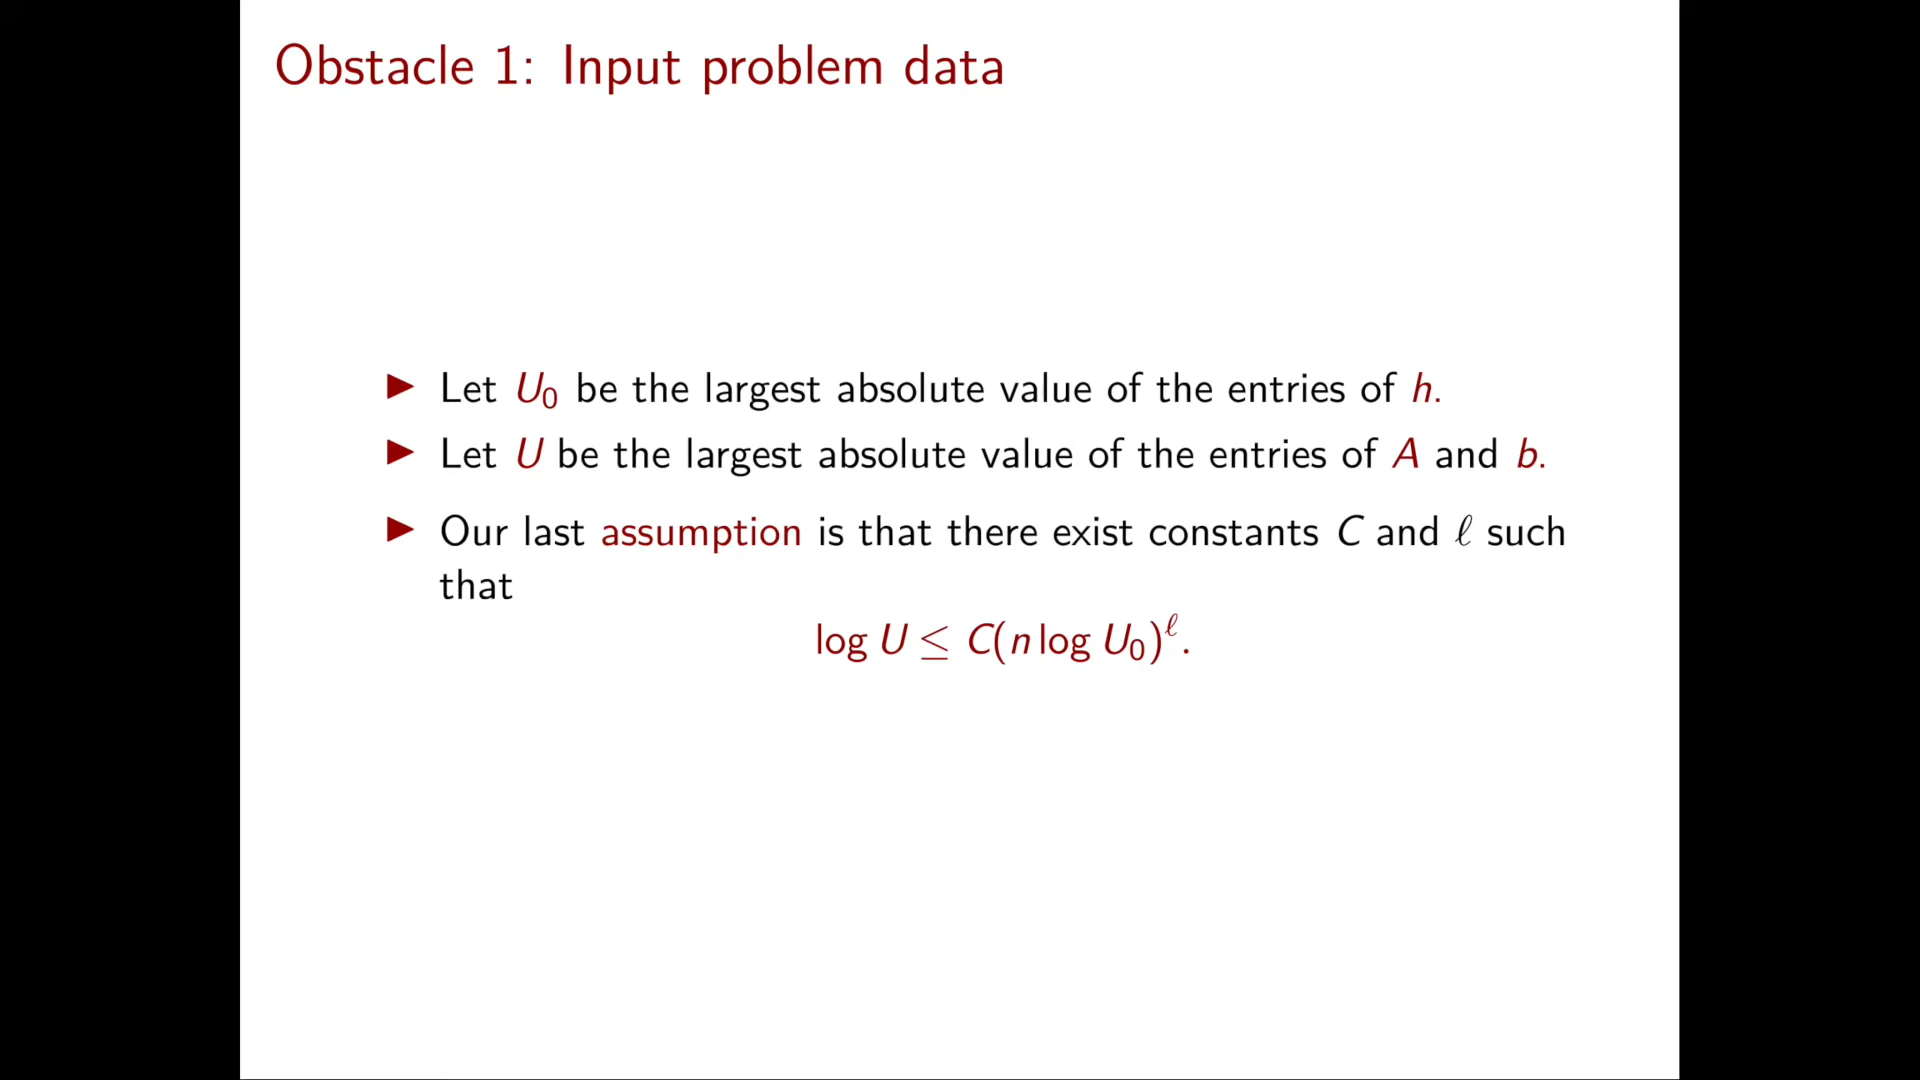 Obstacle 1: Input problem data
▶ Let U₀ be the largest absolute value of the entries of h.
▶ Let U be the largest absolute value of the entries of A and b.
▶ Our last assumption is that there exist constants C and ℓ such
that
log U ≤ C(n log U₀)^ℓ.